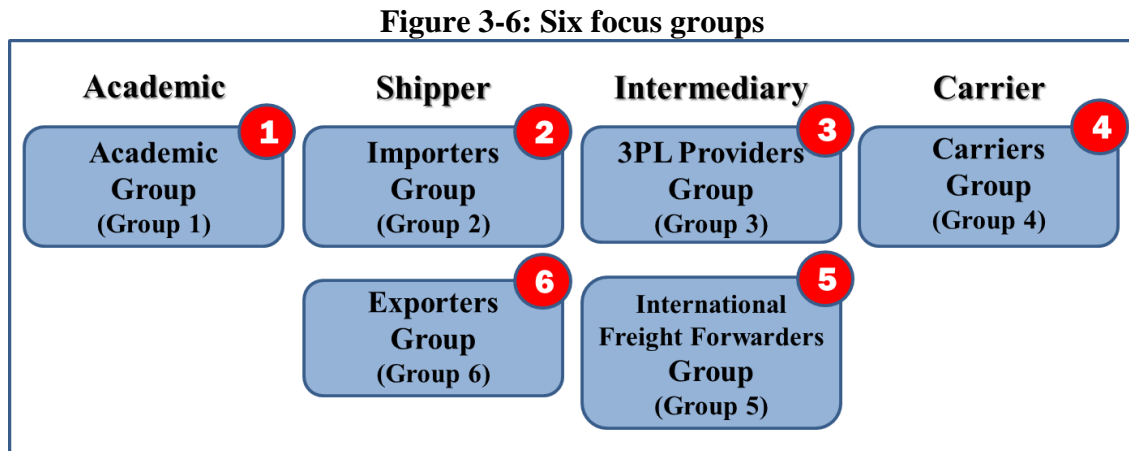 Figure 3-6: Six focus groups
Academic
Shipper
Intermediary
Carrier
1
Academic
Group
(Group 1)
2
Importers
Group
(Group 2)
3
3PL Providers
Group
(Group 3)
4
Carriers
Group
(Group 4)
6
Exporters
Group
(Group 6)
5
International
Freight Forwarders
Group
(Group 5)